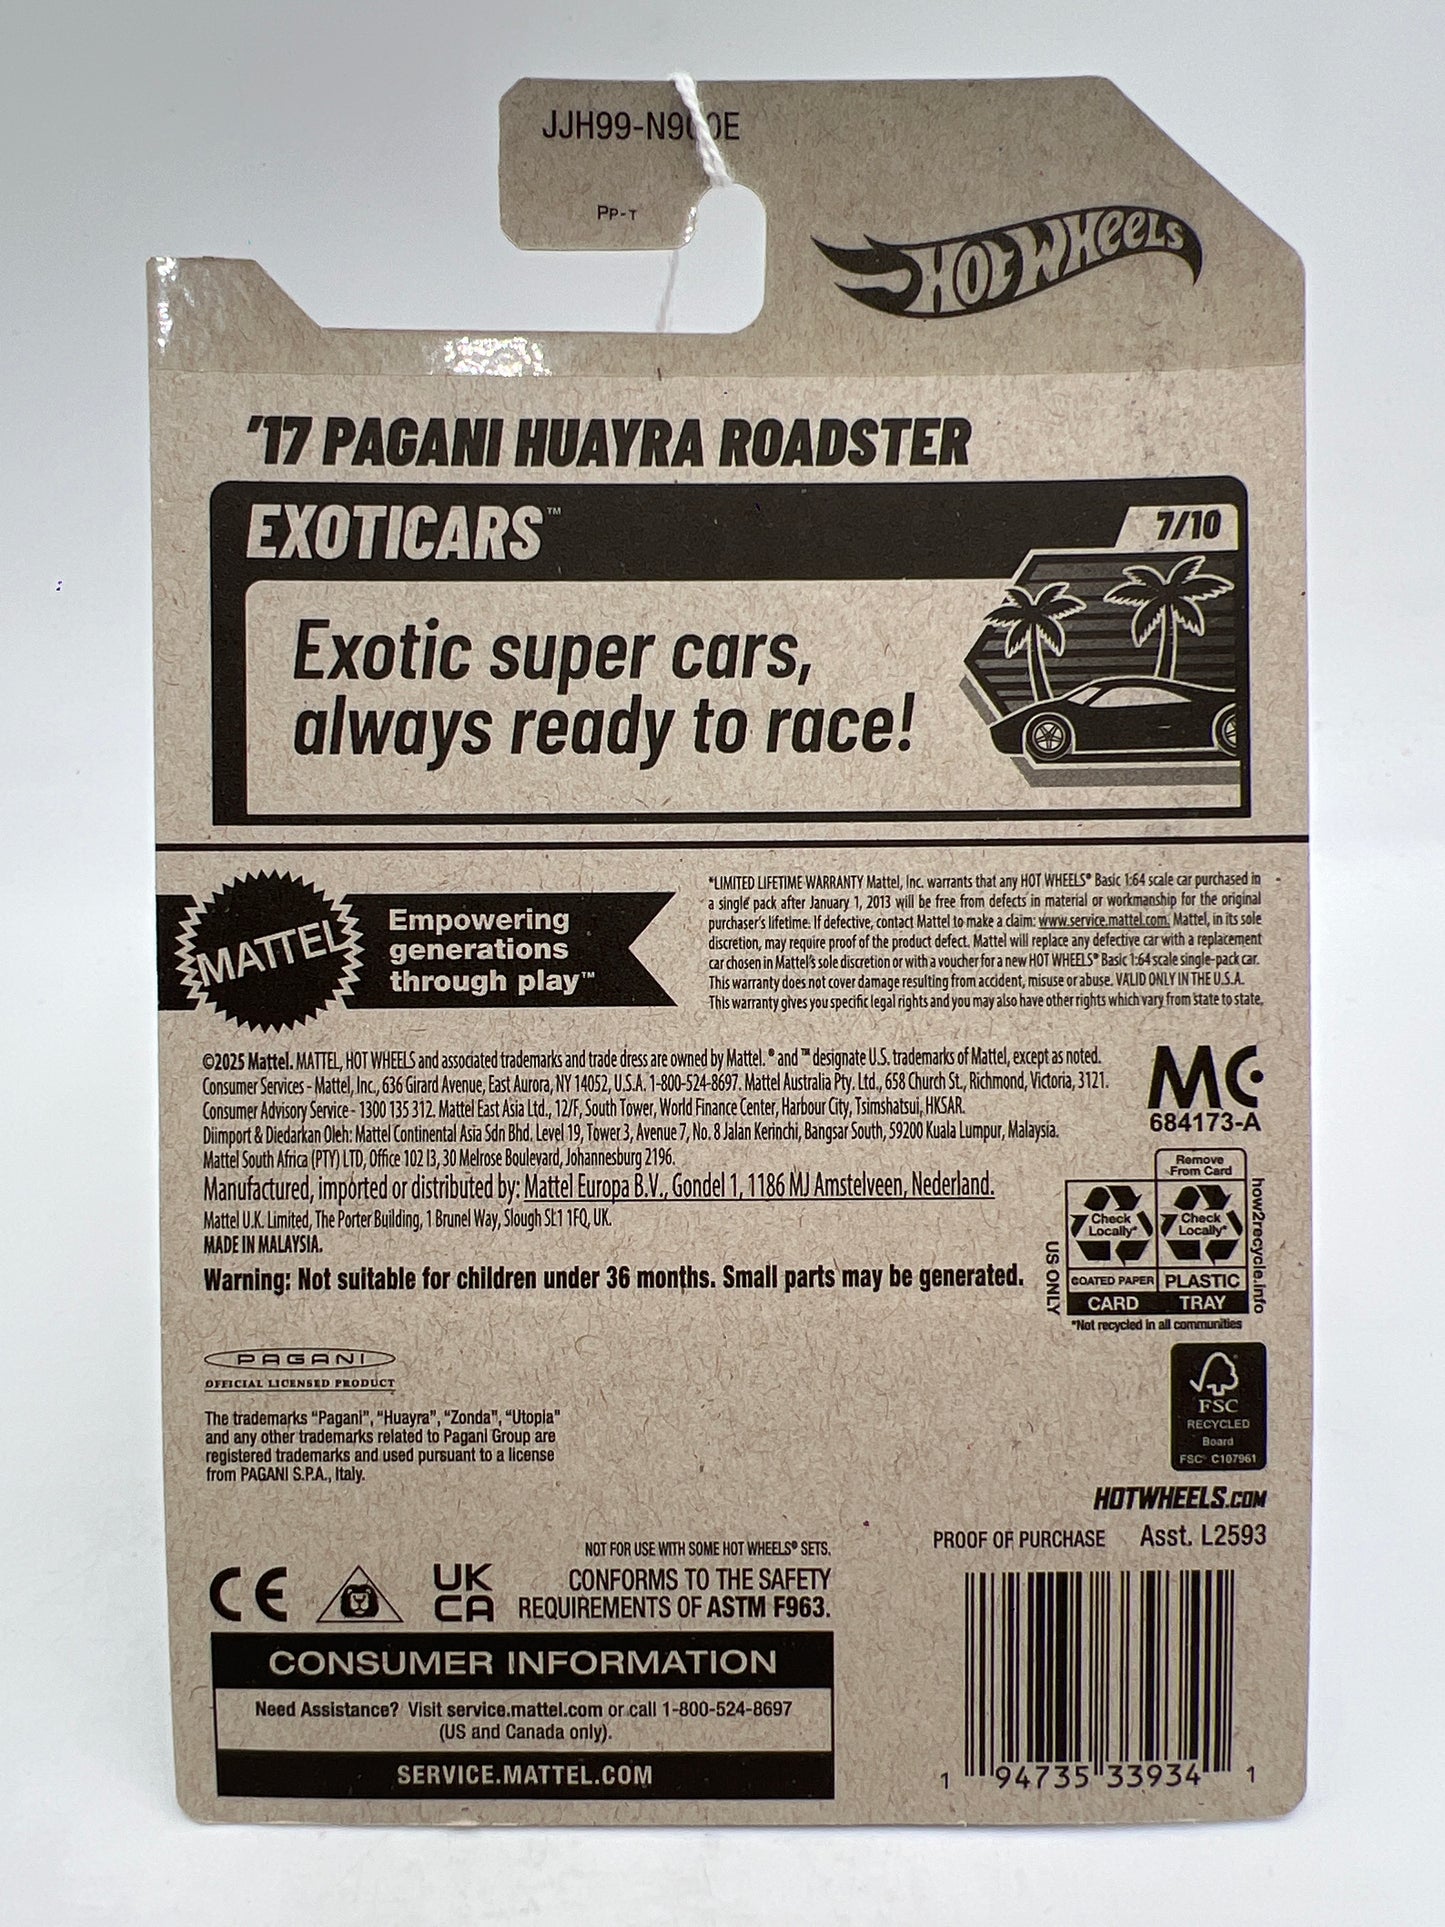 JJH99-N900E
PP-T
HOT WHEELS
'17 PAGANI HUAYRA ROADSTER
EXOTICARS™
7/10
Exotic super cars,
always ready to race!
MATTEL
Empowering
generations
through play™
*LIMITED LIFETIME WARRANTY Mattel, Inc. warrants that any HOT WHEELS® Basic 1:64 scale car purchased in
a single pack after January 1, 2013 will be free from defects in material or workmanship for the original
purchaser's lifetime. If defective, contact Mattel to make a claim: www.service.mattel.com. Mattel, in its sole
discretion, may require proof of the product defect. Mattel will replace any defective car with a replacement
car chosen in Mattel's sole discretion or with a voucher for a new HOT WHEELS® Basic 1:64 scale single-pack car.
This warranty does not cover damage resulting from accident, misuse or abuse. VALID ONLY IN THE U.S.A.
This warranty gives you specific legal rights and you may also have other rights which vary from state to state.
©2025 Mattel. MATTEL, HOT WHEELS and associated trademarks and trade dress are owned by Mattel. ® and ™ designate U.S. trademarks of Mattel, except as noted.
Consumer Services - Mattel, Inc., 636 Girard Avenue, East Aurora, NY 14052, U.S.A. 1-800-524-8697. Mattel Australia Pty. Ltd., 658 Church St., Richmond, Victoria, 3121.
Consumer Advisory Service - 1300 135 312. Mattel East Asia Ltd., 12/F, South Tower, World Finance Center, Harbour City, Tsimshatsui, HKSAR.
Diimport & Diedarkan Oleh: Mattel Continental Asia Sdn Bhd. Level 19, Tower 3, Avenue 7, No. 8 Jalan Kerinchi, Bangsar South, 59200 Kuala Lumpur, Malaysia.
Mattel South Africa (PTY) LTD, Office 102 I3, 30 Melrose Boulevard, Johannesburg 2196.
Manufactured, imported or distributed by: Mattel Europa B.V., Gondel 1, 1186 MJ Amstelveen, Nederland.
Mattel U.K. Limited, The Porter Building, 1 Brunel Way, Slough SL1 1FQ, UK.
MADE IN MALAYSIA.
Warning: Not suitable for children under 36 months. Small parts may be generated.
MC
684173-A
Remove
From Card
Check
Locally*
Check
Locally*
COATED PAPER
PLASTIC
CARD
TRAY
US ONLY
how2recycle.info
*Not recycled in all communities
PAGANI
OFFICIAL LICENSED PRODUCT
The trademarks "Pagani", "Huayra", "Zonda", "Utopia"
and any other trademarks related to Pagani Group are
registered trademarks and used pursuant to a license
from PAGANI S.P.A., Italy.
FSC
RECYCLED
Board
FSC® C107961
HOTWHEELS.COM
PROOF OF PURCHASE Asst. L2593
NOT FOR USE WITH SOME HOT WHEELS® SETS.
CE
UK
CA
CONFORMS TO THE SAFETY
REQUIREMENTS OF ASTM F963.
CONSUMER INFORMATION
Need Assistance? Visit service.mattel.com or call 1-800-524-8697
(US and Canada only).
SERVICE.MATTEL.COM
1 94735 33934 1